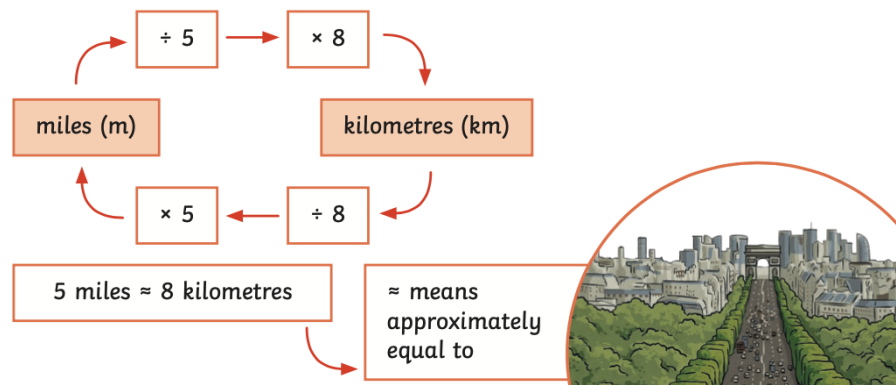 ÷ 5
× 8
miles (m)
kilometres (km)
× 5
÷ 8
5 miles ≈ 8 kilometres
≈ means
approximately
equal to